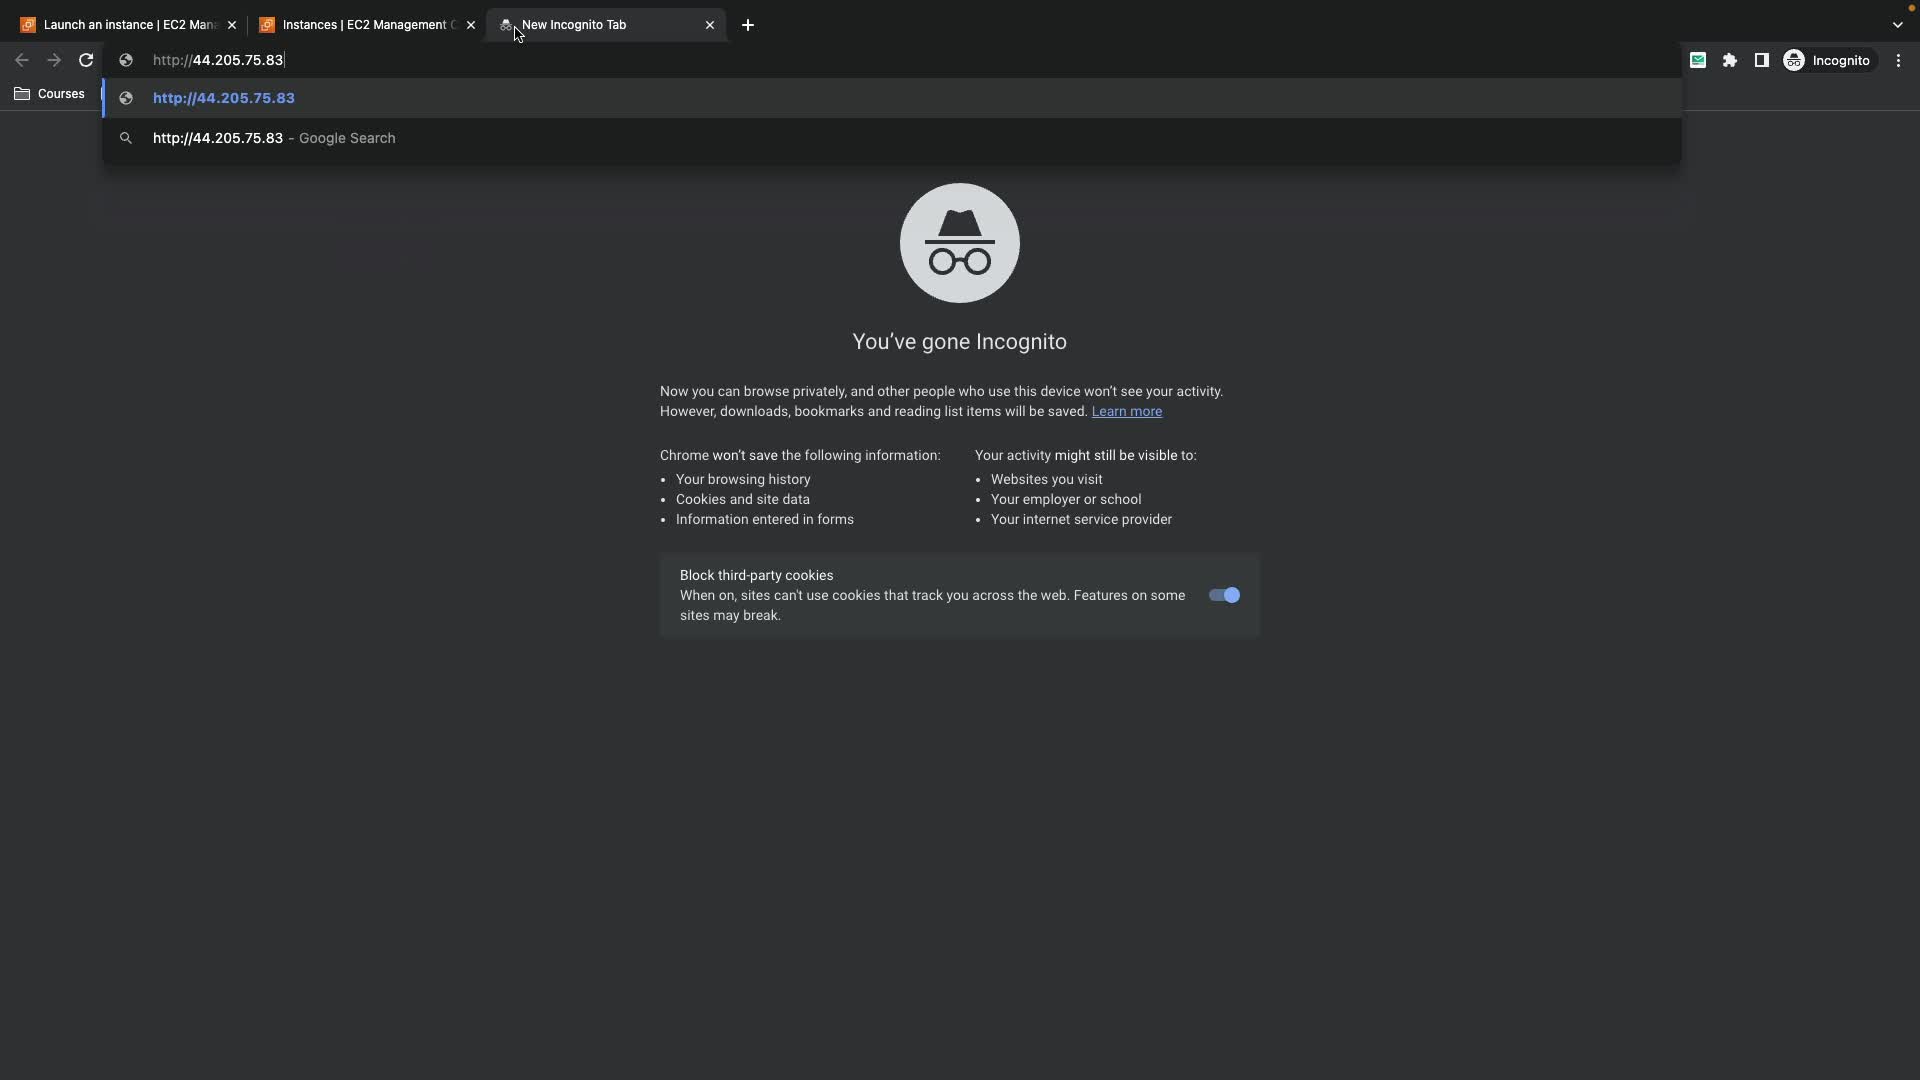 Launch an instance | EC2 Mana
Instances | EC2 Management C
New Incognito Tab
http://44.205.75.83
Incognito
Courses
http://44.205.75.83
http://44.205.75.83 - Google Search
You've gone Incognito
Now you can browse privately, and other people who use this device won't see your activity.
However, downloads, bookmarks and reading list items will be saved. Learn more
Chrome won't save the following information:
Your browsing history
Cookies and site data
Information entered in forms
Your activity might still be visible to:
Websites you visit
Your employer or school
Your internet service provider
Block third-party cookies
When on, sites can't use cookies that track you across the web. Features on some
sites may break.